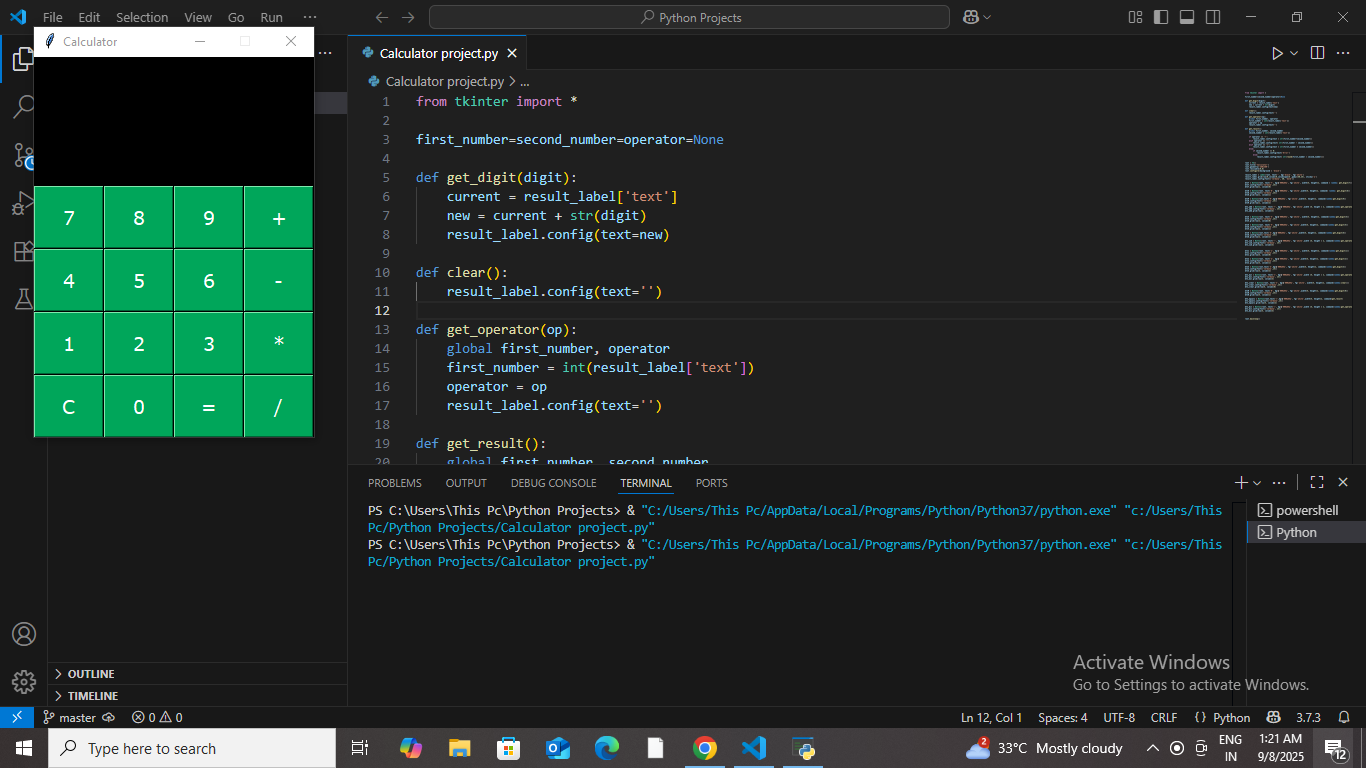 File Edit Selection View Go Run ···
Python Projects
Calculator
7 8 9 +
4 5 6 -
1 2 3 *
C 0 = /
OUTLINE
TIMELINE
Calculator project.py
Calculator project.py > ...
1 from tkinter import *
2
3 first_number=second_number=operator=None
4
5 def get_digit(digit):
6 current = result_label['text']
7 new = current + str(digit)
8 result_label.config(text=new)
9
10 def clear():
11 result_label.config(text='')
12
13 def get_operator(op):
14 global first_number, operator
15 first_number = int(result_label['text'])
16 operator = op
17 result_label.config(text='')
18
19 def get_result():
20 global first_number, second_number
PROBLEMS OUTPUT DEBUG CONSOLE TERMINAL PORTS
PS C:\Users\This Pc\Python Projects> & "C:/Users/This Pc/AppData/Local/Programs/Python/Python37/python.exe" "c:/Users/This
Pc/Python Projects/Calculator project.py"
PS C:\Users\This Pc\Python Projects> & "C:/Users/This Pc/AppData/Local/Programs/Python/Python37/python.exe" "c:/Users/This
Pc/Python Projects/Calculator project.py"
powershell
Python
Activate Windows
Go to Settings to activate Windows.
master 0 0 Ln 12, Col 1 Spaces: 4 UTF-8 CRLF {} Python 3.7.3
Type here to search
2
33°C Mostly cloudy
ENG
IN
1:21 AM
9/8/2025
12